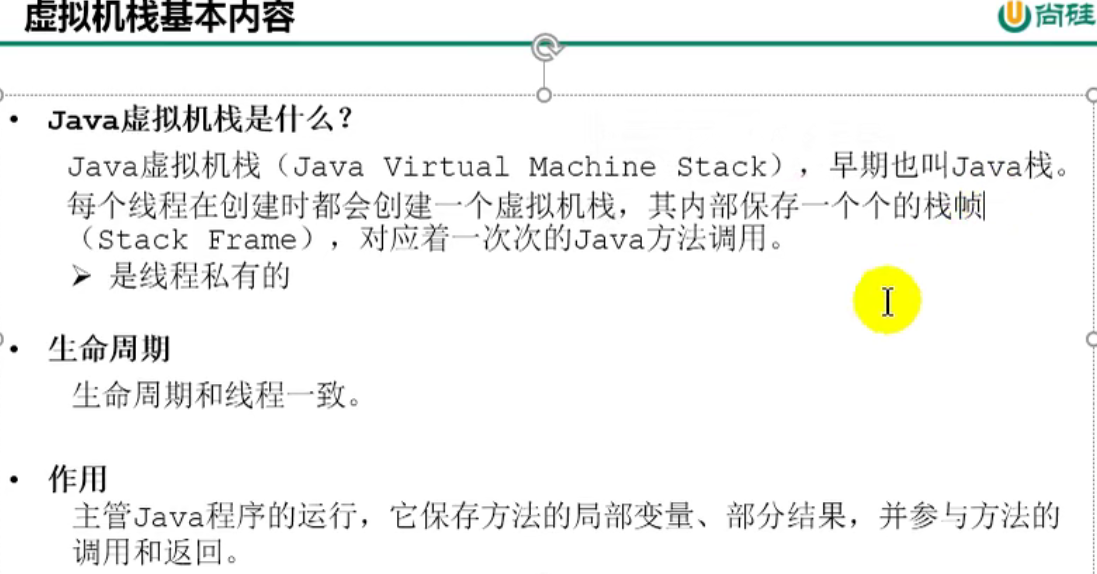 虚拟机栈基本内容
尚硅
• Java虚拟机栈是什么？
Java虚拟机栈（Java Virtual Machine Stack），早期也叫Java栈。
每个线程在创建时都会创建一个虚拟机栈，其内部保存一个个的栈帧
（Stack Frame），对应着一次次的Java方法调用。
➢ 是线程私有的
• 生命周期
生命周期和线程一致。
• 作用
主管Java程序的运行，它保存方法的局部变量、部分结果，并参与方法的
调用和返回。